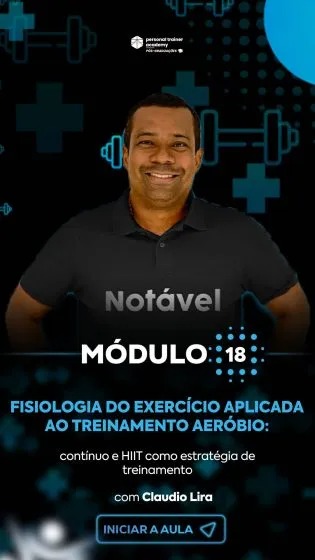 personal trainer
academy
PÓS-GRADUAÇÕES
Notável
MÓDULO 18
FISIOLOGIA DO EXERCÍCIO APLICADA
AO TREINAMENTO AERÓBIO:
contínuo e HIIT como estratégia de
treinamento
com Claudio Lira
INICIAR A AULA